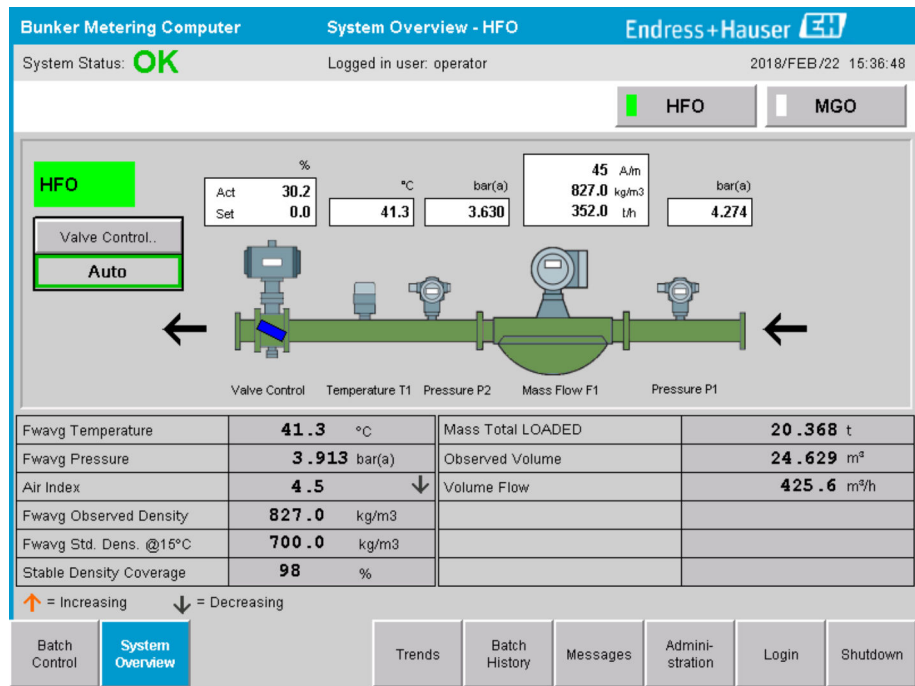 Bunker Metering Computer System Overview - HFO Endress+Hauser EH
System Status: OK Logged in user: operator 2018/FEB/22 15:36:48
HFO MGO
HFO
Valve Control..
Auto
%
Act 30.2
Set 0.0
°C
41.3
bar(a)
3.630
45 A/m
827.0 kg/m3
352.0 t/h
bar(a)
4.274
Valve Control Temperature T1 Pressure P2 Mass Flow F1 Pressure P1
Fwavg Temperature 41.3 °C Mass Total LOADED 20.368 t
Fwavg Pressure 3.913 bar(a) Observed Volume 24.629 m³
Air Index 4.5 ↓ Volume Flow 425.6 m³/h
Fwavg Observed Density 827.0 kg/m3
Fwavg Std. Dens. @15°C 700.0 kg/m3
Stable Density Coverage 98 %
↑ = Increasing ↓ = Decreasing
Batch Control System Overview Trends Batch History Messages Admini-stration Login Shutdown